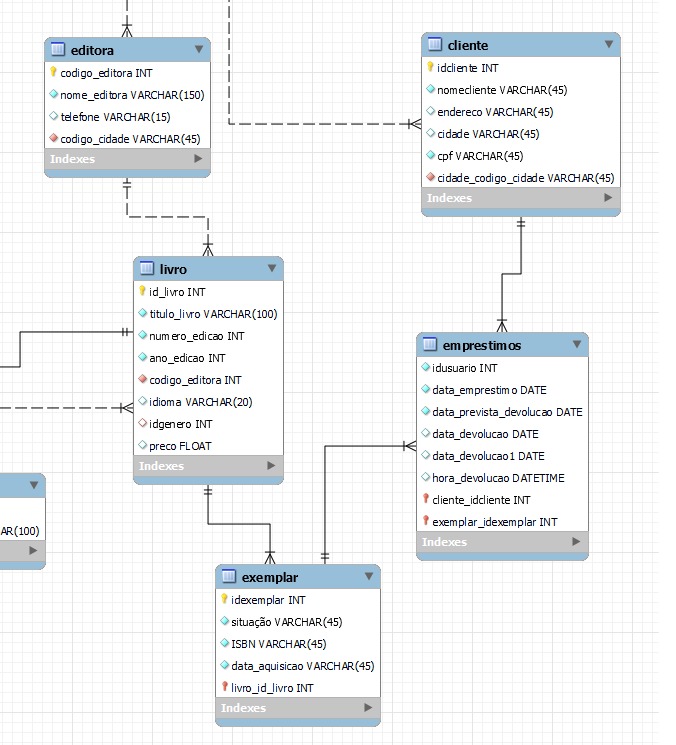 editora
codigo_editora INT
nome_editora VARCHAR(150)
telefone VARCHAR(15)
codigo_cidade VARCHAR(45)
Indexes
cliente
idcliente INT
nomecliente VARCHAR(45)
endereco VARCHAR(45)
cidade VARCHAR(45)
cpf VARCHAR(45)
cidade_codigo_cidade VARCHAR(45)
Indexes
livro
id_livro INT
titulo_livro VARCHAR(100)
numero_edicao INT
ano_edicao INT
codigo_editora INT
idioma VARCHAR(20)
idgenero INT
preco FLOAT
Indexes
emprestimos
idusuario INT
data_emprestimo DATE
data_prevista_devolucao DATE
data_devolucao DATE
data_devolucao1 DATE
hora_devolucao DATETIME
cliente_idcliente INT
exemplar_idexemplar INT
Indexes
AR(100)
exemplar
idexemplar INT
situação VARCHAR(45)
ISBN VARCHAR(45)
data_aquisicao VARCHAR(45)
livro_id_livro INT
Indexes